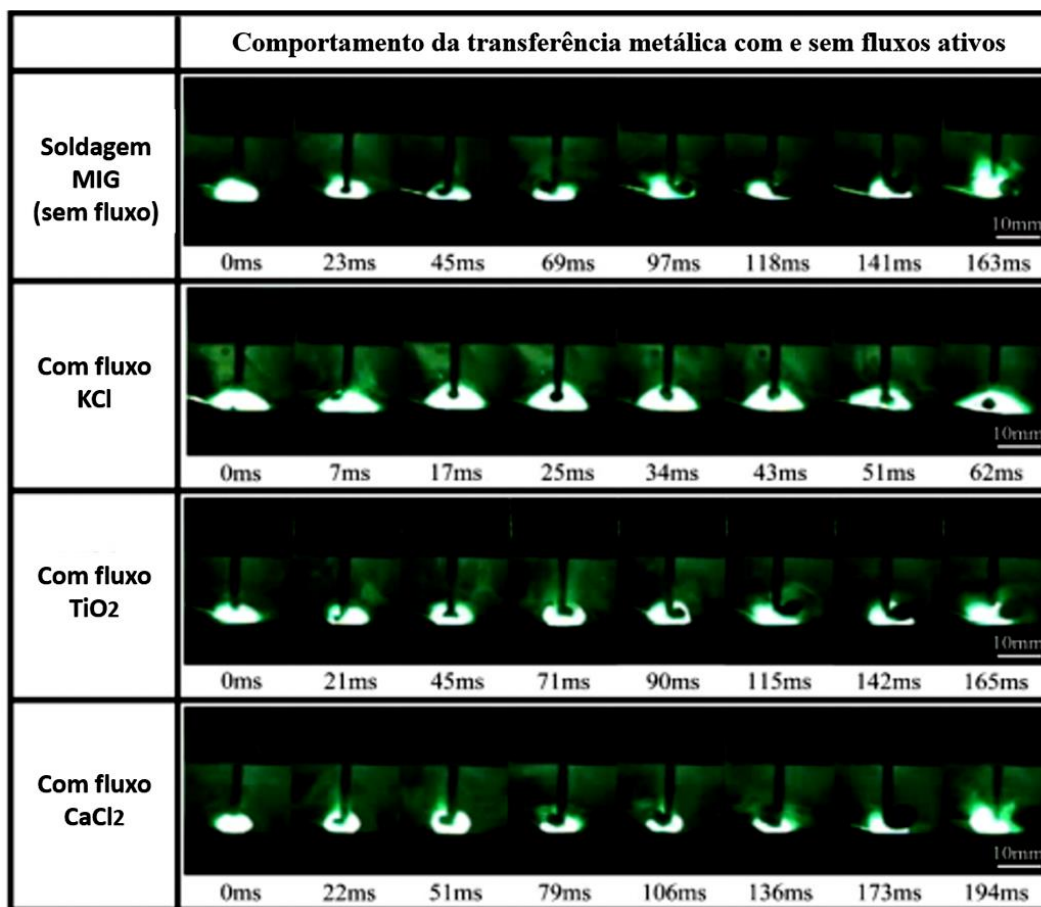 Comportamento da transferência metálica com e sem fluxos ativos
Soldagem
MIG
(sem fluxo)
10mm
0ms 23ms 45ms 69ms 97ms 118ms 141ms 163ms
Com fluxo
KCl
10mm
0ms 7ms 17ms 25ms 34ms 43ms 51ms 62ms
Com fluxo
TiO2
10mm
0ms 21ms 45ms 71ms 90ms 115ms 142ms 165ms
Com fluxo
CaCl2
10mm
0ms 22ms 51ms 79ms 106ms 136ms 173ms 194ms